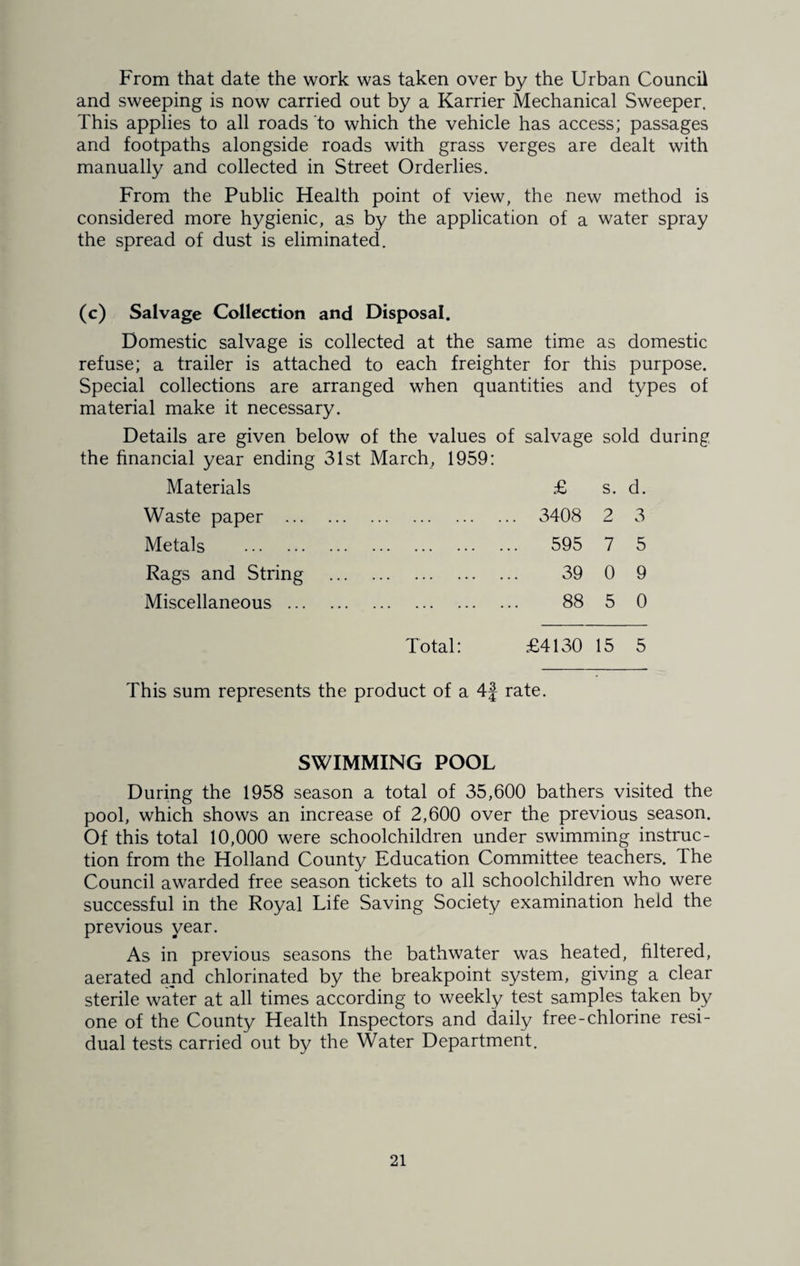 From that date the work was taken over by the Urban Council
and sweeping is now carried out by a Karrier Mechanical Sweeper.
This applies to all roads to which the vehicle has access; passages
and footpaths alongside roads with grass verges are dealt with
manually and collected in Street Orderlies.
From the Public Health point of view, the new method is
considered more hygienic, as by the application of a water spray
the spread of dust is eliminated.
(c) Salvage Collection and Disposal.
Domestic salvage is collected at the same time as domestic
refuse; a trailer is attached to each freighter for this purpose.
Special collections are arranged when quantities and types of
material make it necessary.
Details are given below of the values of salvage sold during
the financial year ending 31st March, 1959:
Materials £ s. d.
Waste paper ... ... ... ... ... ... 3408 2 3
Metals ... ... ... ... ... ... ... 595 7 5
Rags and String ... ... ... ... ... 39 0 9
Miscellaneous ... ... ... ... ... ... 88 5 0
Total: £4130 15 5
This sum represents the product of a 4¾ rate.
SWIMMING POOL
During the 1958 season a total of 35,600 bathers visited the
pool, which shows an increase of 2,600 over the previous season.
Of this total 10,000 were schoolchildren under swimming instruc-
tion from the Holland County Education Committee teachers. The
Council awarded free season tickets to all schoolchildren who were
successful in the Royal Life Saving Society examination held the
previous year.
As in previous seasons the bathwater was heated, filtered,
aerated and chlorinated by the breakpoint system, giving a clear
sterile water at all times according to weekly test samples taken by
one of the County Health Inspectors and daily free-chlorine resi-
dual tests carried out by the Water Department.
21